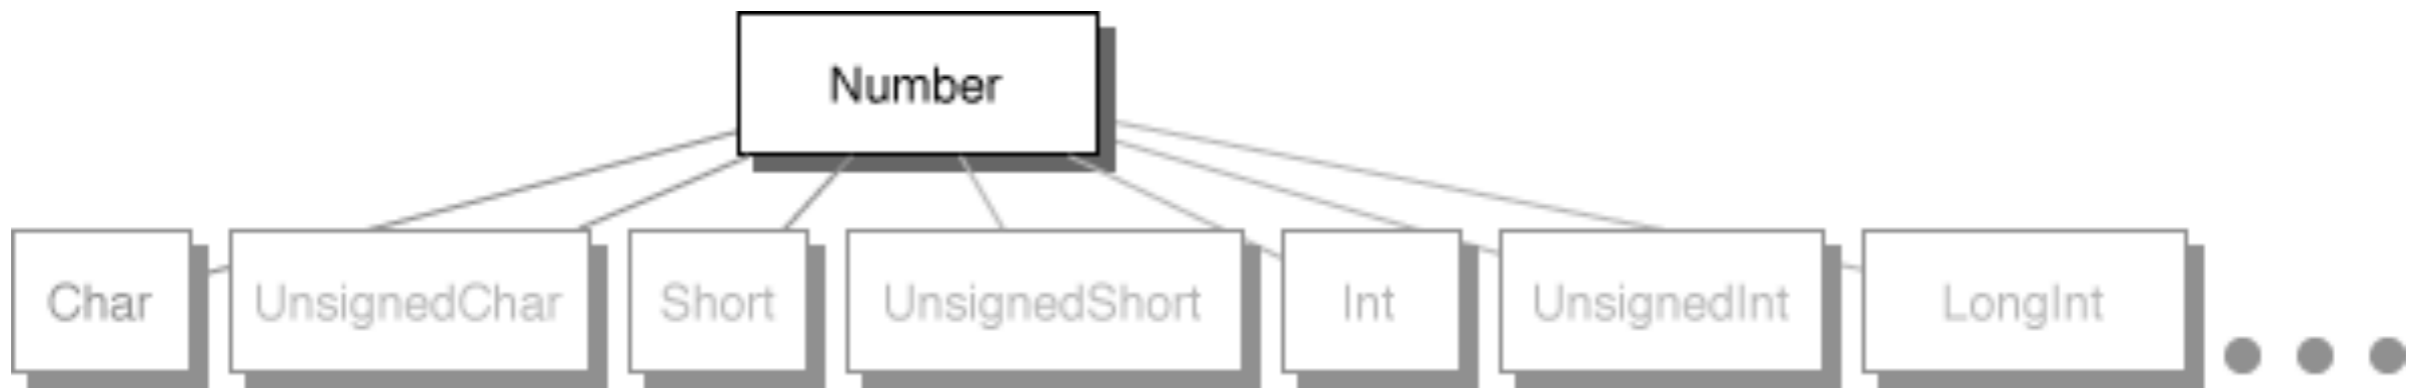 Number
Char
UnsignedChar
Short
UnsignedShort
Int
UnsignedInt
LongInt